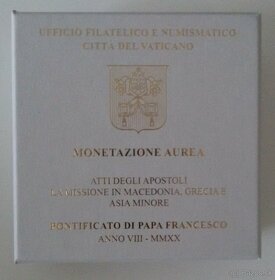 UFFICIO FILATELICO E NUMISMATICO
CITTÀ DEL VATICANO
MONETAZIONE AUREA
ATTI DEGLI APOSTOLI
LA MISSIONE IN MACEDONIA, GRECIA E
ASIA MINORE
PONTIFICATO DI PAPA FRANCESCO
ANNO VIII - MMXX